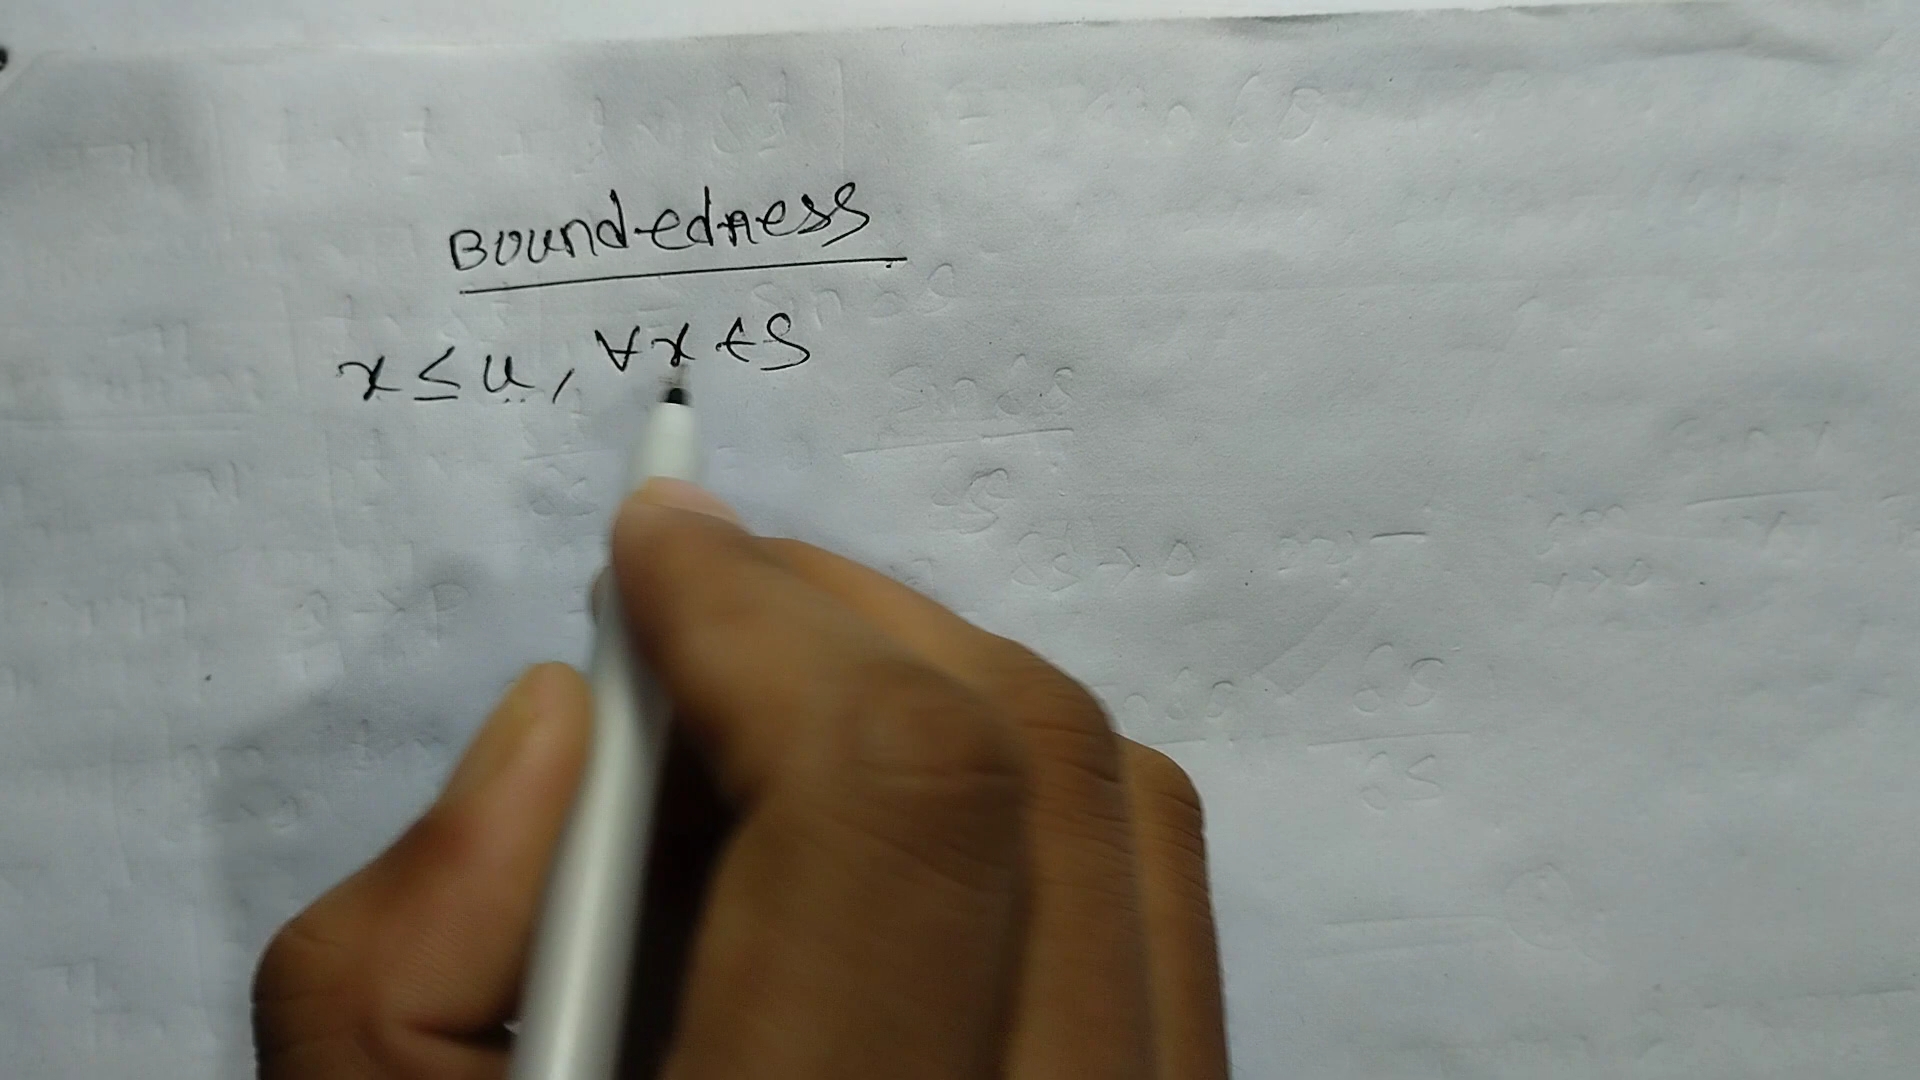 Boundedness
x ≤ u, ∀x ∈ S